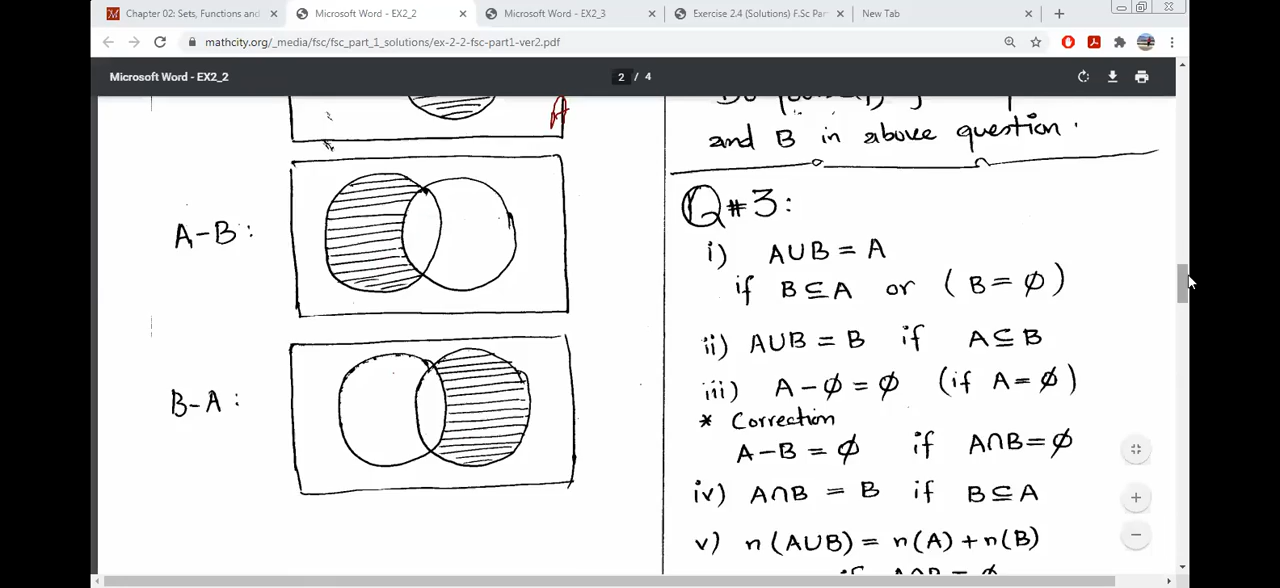 Chapter 02: Sets, Functions and
Microsoft Word - EX2_2
Microsoft Word - EX2_3
Exercise 2.4 (Solutions) F.Sc Par
New Tab
mathcity.org/_media/fsc/fsc_part_1_solutions/ex-2-2-fsc-part1-ver2.pdf
Microsoft Word - EX2_2
2 / 4
A
A-B:
B-A:
and B in above question.
Q#3:
i) A∪B = A
if B⊆A or (B=∅)
ii) A∪B = B if A⊆B
iii) A-∅=∅ (if A=∅)
* Correction
A-B=∅ if A∩B=∅
iv) A∩B = B if B⊆A
v) n(A∪B) = n(A)+n(B)
if A∩B=∅